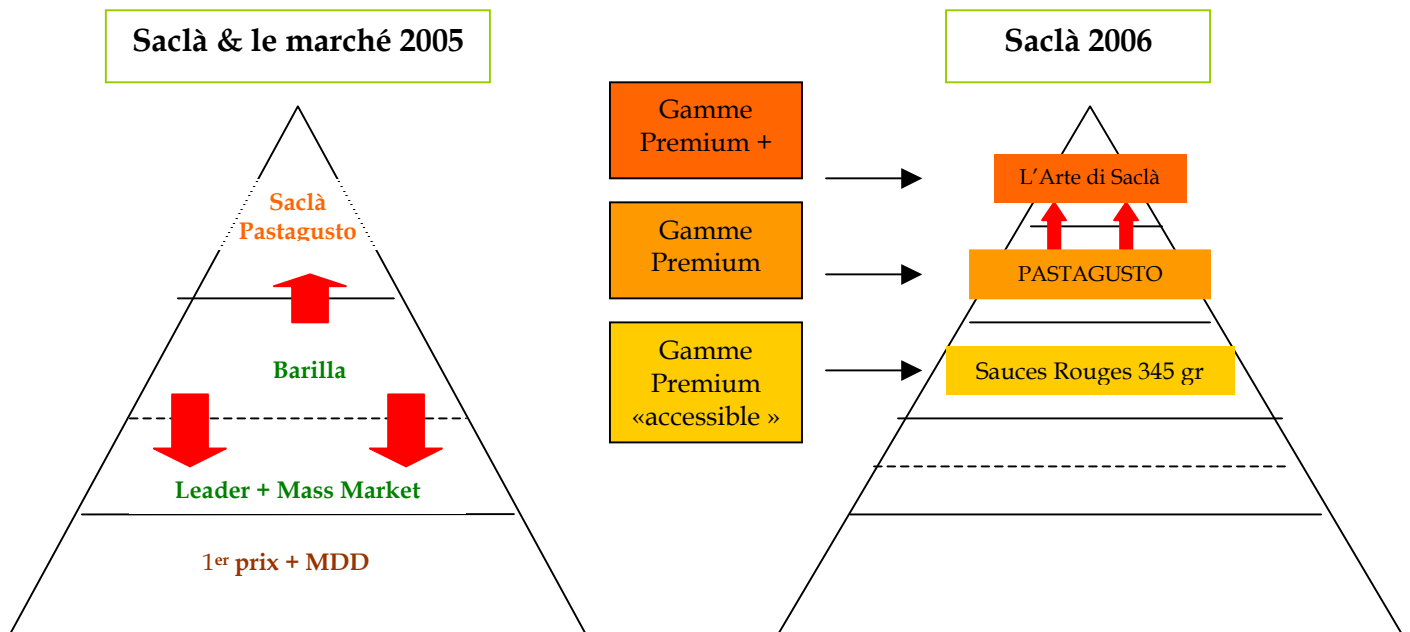 Saclà & le marché 2005
Saclà 2006
Saclà
Pastagusto
Barilla
Leader + Mass Market
1er prix + MDD
Gamme
Premium +
Gamme
Premium
Gamme
Premium
«accessible »
L’Arte di Saclà
PASTAGUSTO
Sauces Rouges 345 gr